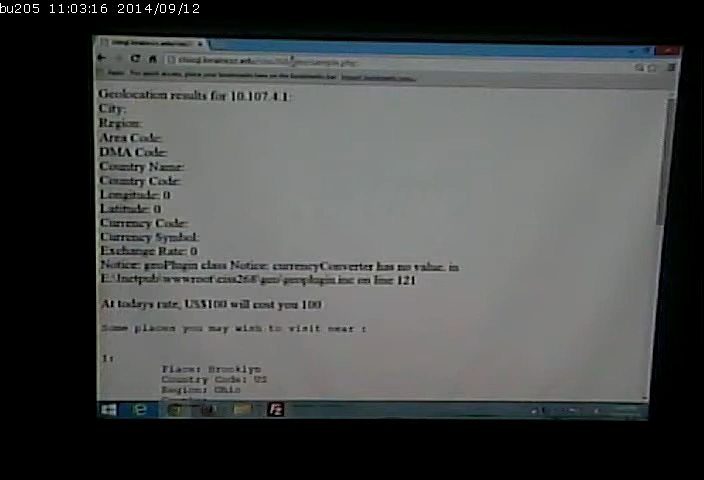 bu205 11:03:16 2014/09/12
Geolocation results for 10.107.4.1:
City:
Region:
Area Code:
DMA Code:
Country Name:
Country Code:
Longitude: 0
Latitude: 0
Currency Code:
Currency Symbol:
Exchange Rate: 0
Notice: geoPlugin class Notice: currencyConverter has no value. in
E:\Inetpub\wwwroot\ciss268\geo\geoplugin.inc on line 121
At todays rate, US$100 will cost you 100
Some places you may wish to visit near :
1:
Place: Brooklyn
Country Code: US
Region: Ohio